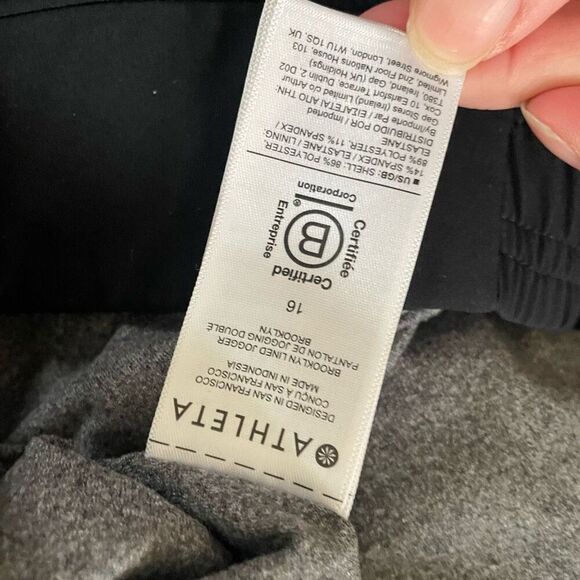 ATHLETA
DESIGNED IN SAN FRANCISCO
CONÇU À SAN FRANCISCO
MADE IN INDONESIA
BROOKLYN LINED JOGGER
PANTALON DE JOGGING DOUBLE
BROOKLYN
16
Certified
Certifiée
B
®
Entreprise
Corporation
■ US/GB: SHELL: 86% POLYESTER,
14% SPANDEX / ELASTANE / LINING:
89% POLYESTER, 11% SPANDEX /
ELASTANE
DISTRIBUIDO POR / Imported
By/Importé Par / ΕΙΣΑΓΕΤΑΙ ΑΠΟ ΤΗΝ:
Gap Stores (Ireland) Limited c/o Arthur
Cox, 10 Earlsfort Terrace, Dublin 2, D02
T380, Ireland, Gap (UK Holdings)
Limited, 2nd Floor Nations House, 103
Wigmore Street, London, W1U 1QS, UK